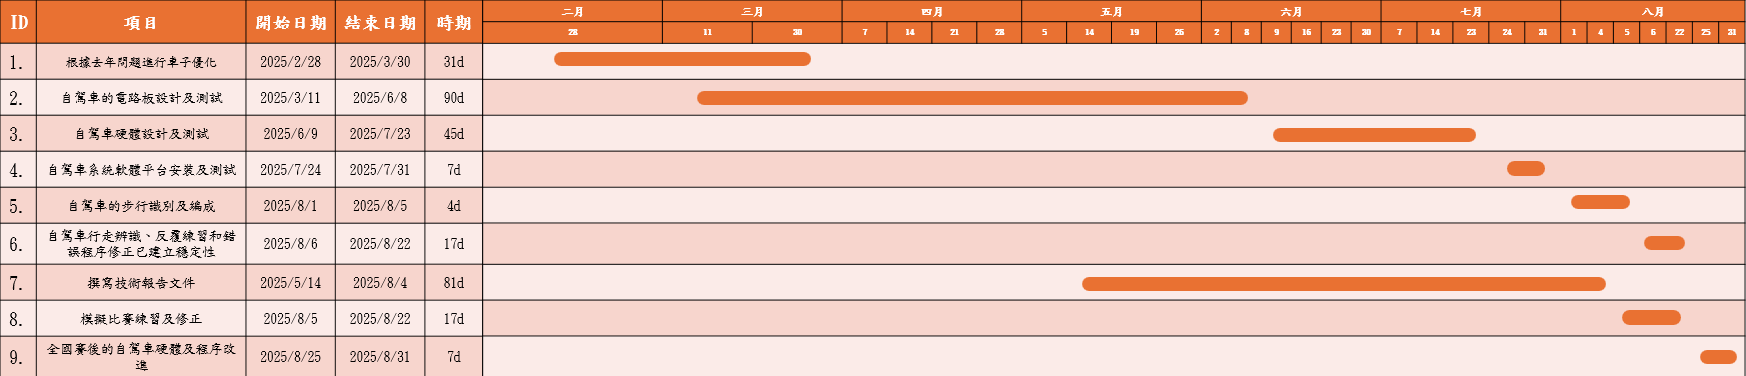 ID 項目 開始日期 結束日期 時期 二月 三月 四月 五月 六月 七月 八月
28 11 30 7 14 21 28 5 14 19 26 2 8 9 16 23 30 7 14 23 24 31 1 4 5 6 22 25 31
1. 根據去年問題進行車子優化 2025/2/28 2025/3/30 31d
2. 自駕車的電路板設計及測試 2025/3/11 2025/6/8 90d
3. 自駕車硬體設計及測試 2025/6/9 2025/7/23 45d
4. 自駕車系統軟體平台安裝及測試 2025/7/24 2025/7/31 7d
5. 自駕車的步行識別及編成 2025/8/1 2025/8/5 4d
6. 自駕車行走辨識、反覆練習和錯
誤程序修正已建立穩定性 2025/8/6 2025/8/22 17d
7. 撰寫技術報告文件 2025/5/14 2025/8/4 81d
8. 模擬比賽練習及修正 2025/8/5 2025/8/22 17d
9. 全國賽後的自駕車硬體及程序改
進 2025/8/25 2025/8/31 7d